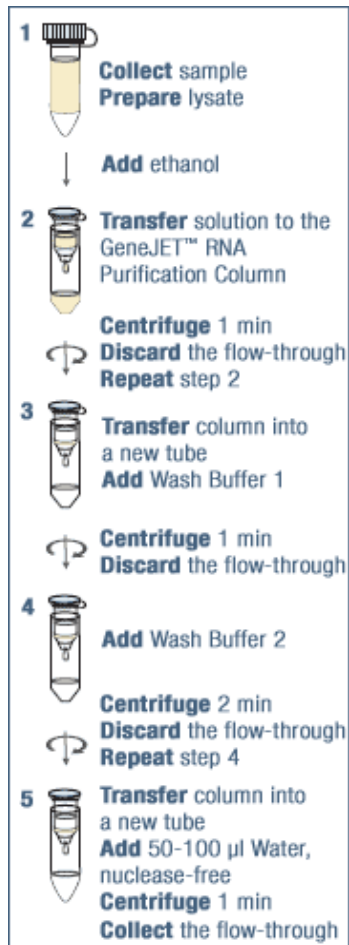 1
Collect sample
Prepare lysate
Add ethanol
2
Transfer solution to the
GeneJET™ RNA
Purification Column
Centrifuge 1 min
Discard the flow-through
Repeat step 2
3
Transfer column into
a new tube
Add Wash Buffer 1
Centrifuge 1 min
Discard the flow-through
4
Add Wash Buffer 2
Centrifuge 2 min
Discard the flow-through
Repeat step 4
5
Transfer column into
a new tube
Add 50-100 µl Water,
nuclease-free
Centrifuge 1 min
Collect the flow-through